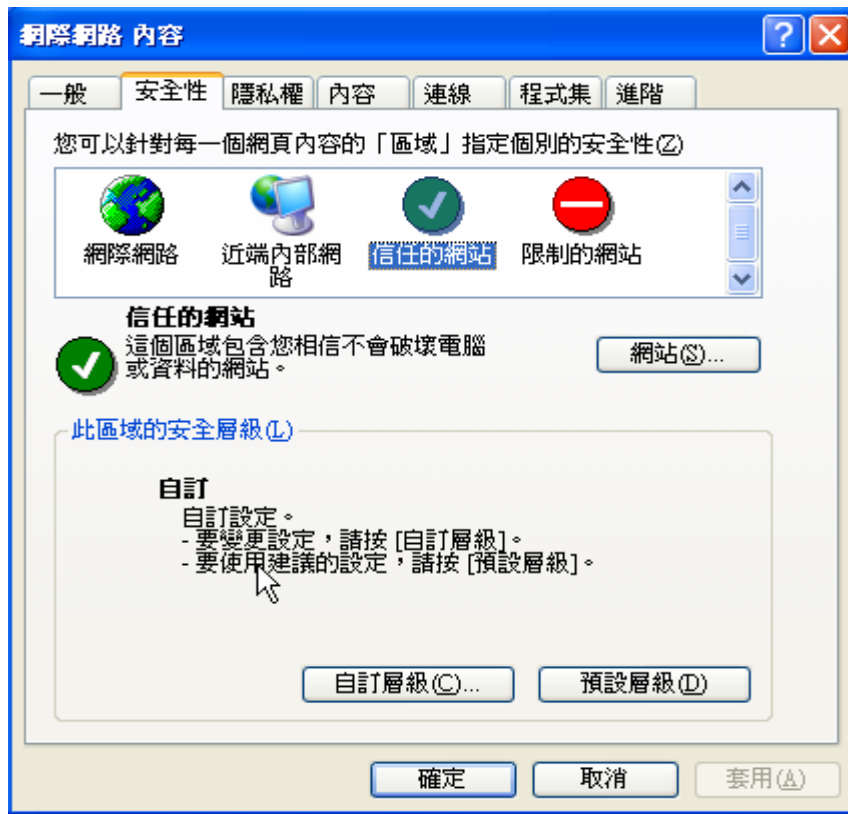 網際網路 內容
一般 安全性 隱私權 內容 連線 程式集 進階
您可以針對每一個網頁內容的「區域」指定個別的安全性(Z)
網際網路 近端內部網路 信任的網站 限制的網站
信任的網站
這個區域包含您相信不會破壞電腦
或資料的網站。
網站(S)...
此區域的安全層級(L)
自訂
自訂設定。
- 要變更設定，請按 [自訂層級]。
- 要使用建議的設定，請按 [預設層級]。
自訂層級(C)... 預設層級(D)
確定 取消 套用(A)